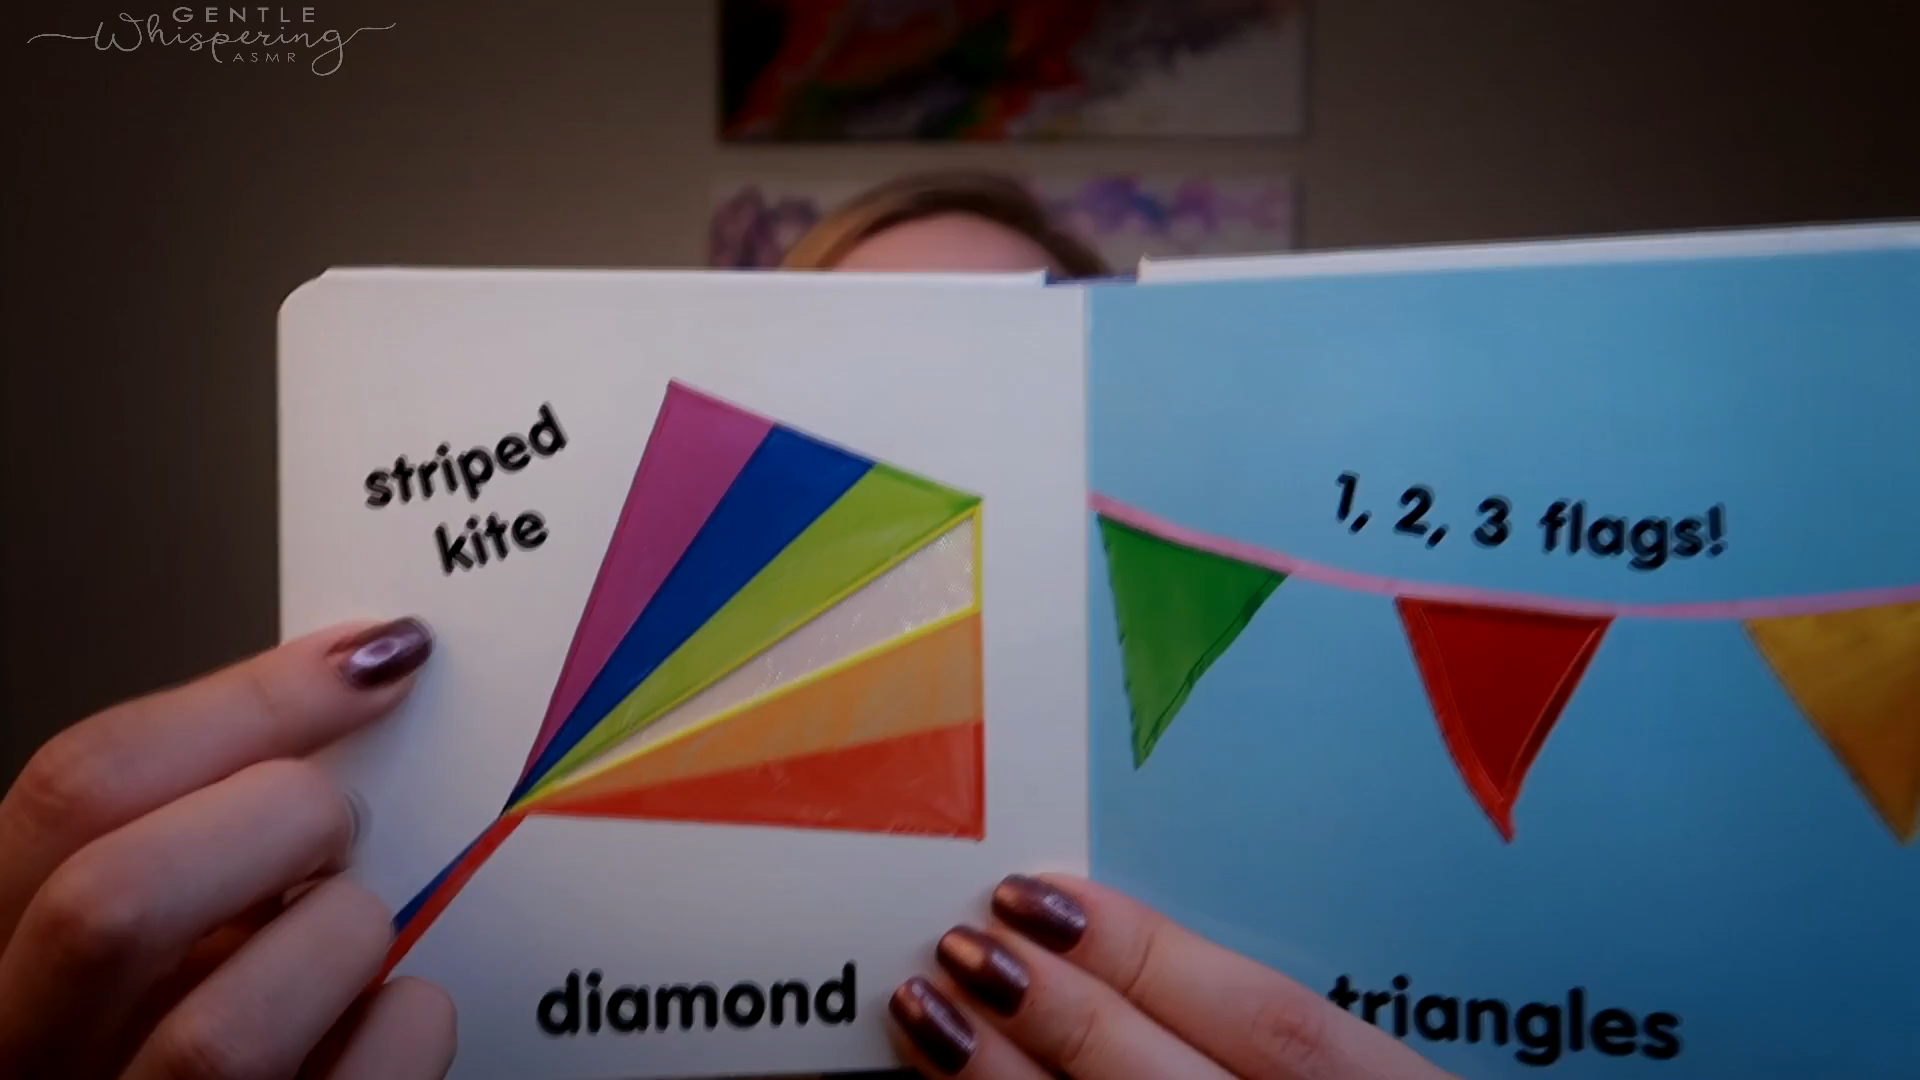 GENTLE
Whispering
ASMR
striped
kite
diamond
1, 2, 3 flags!
triangles